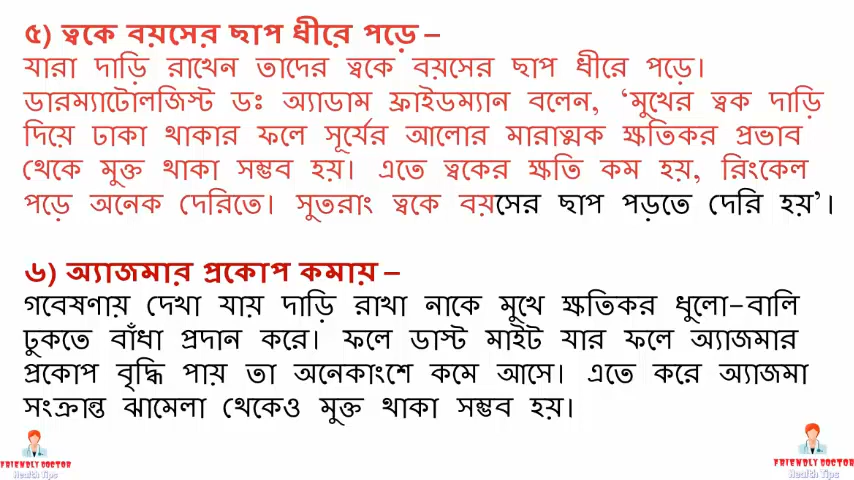 ৫) ত্বকে বয়সের ছাপ ধীরে পড়ে –
যারা দাড়ি রাখেন তাদের ত্বকে বয়সের ছাপ ধীরে পড়ে।
ডারম্যাটোলজিস্ট ডঃ অ্যাডাম ফ্রাইডম্যান বলেন, ‘মুখের ত্বক দাড়ি
দিয়ে ঢাকা থাকার ফলে সূর্যের আলোর মারাত্মক ক্ষতিকর প্রভাব
থেকে মুক্ত থাকা সম্ভব হয়। এতে ত্বকের ক্ষতি কম হয়, রিংকেল
পড়ে অনেক দেরিতে। সুতরাং ত্বকে বয়সের ছাপ পড়তে দেরি হয়’।
৬) অ্যাজমার প্রকোপ কমায় –
গবেষণায় দেখা যায় দাড়ি রাখা নাকে মুখে ক্ষতিকর ধুলো-বালি
ঢুকতে বাঁধা প্রদান করে। ফলে ডাস্ট মাইট যার ফলে অ্যাজমার
প্রকোপ বৃদ্ধি পায় তা অনেকাংশে কমে আসে। এতে করে অ্যাজমা
সংক্রান্ত ঝামেলা থেকেও মুক্ত থাকা সম্ভব হয়।
FRIENDLY DOCTOR
Health Tips
FRIENDLY DOCTOR
Health Tips